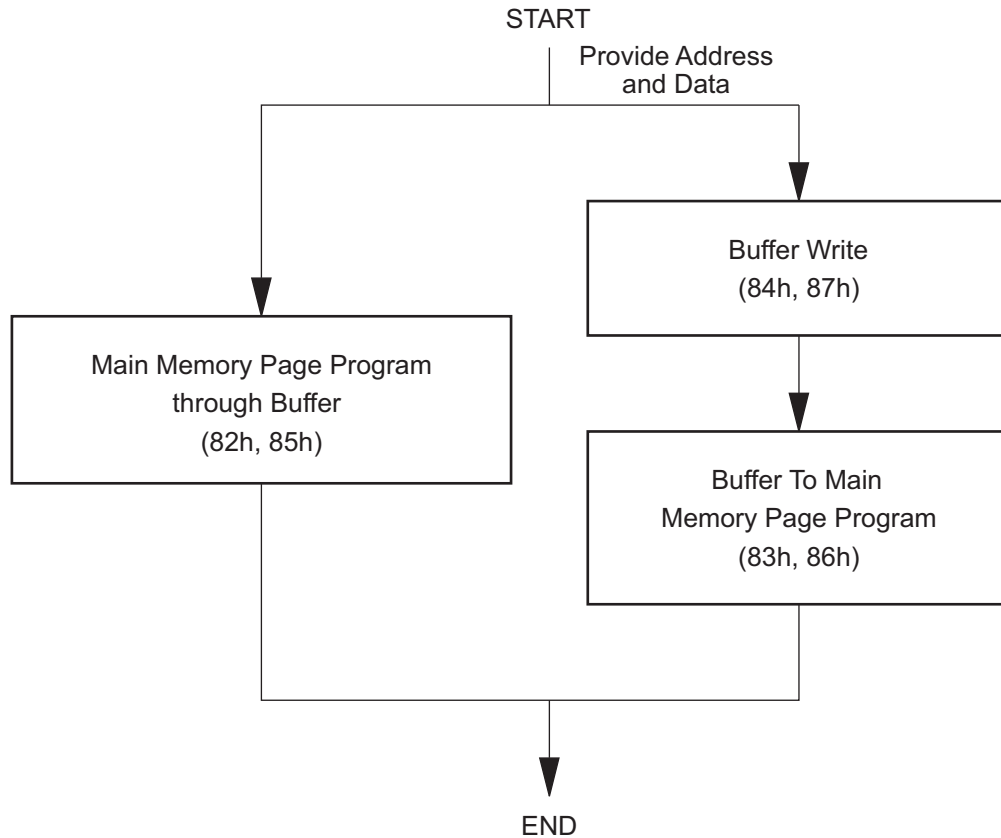 START
Provide Address
and Data
Buffer Write
(84h, 87h)
Main Memory Page Program
through Buffer
(82h, 85h)
Buffer To Main
Memory Page Program
(83h, 86h)
END